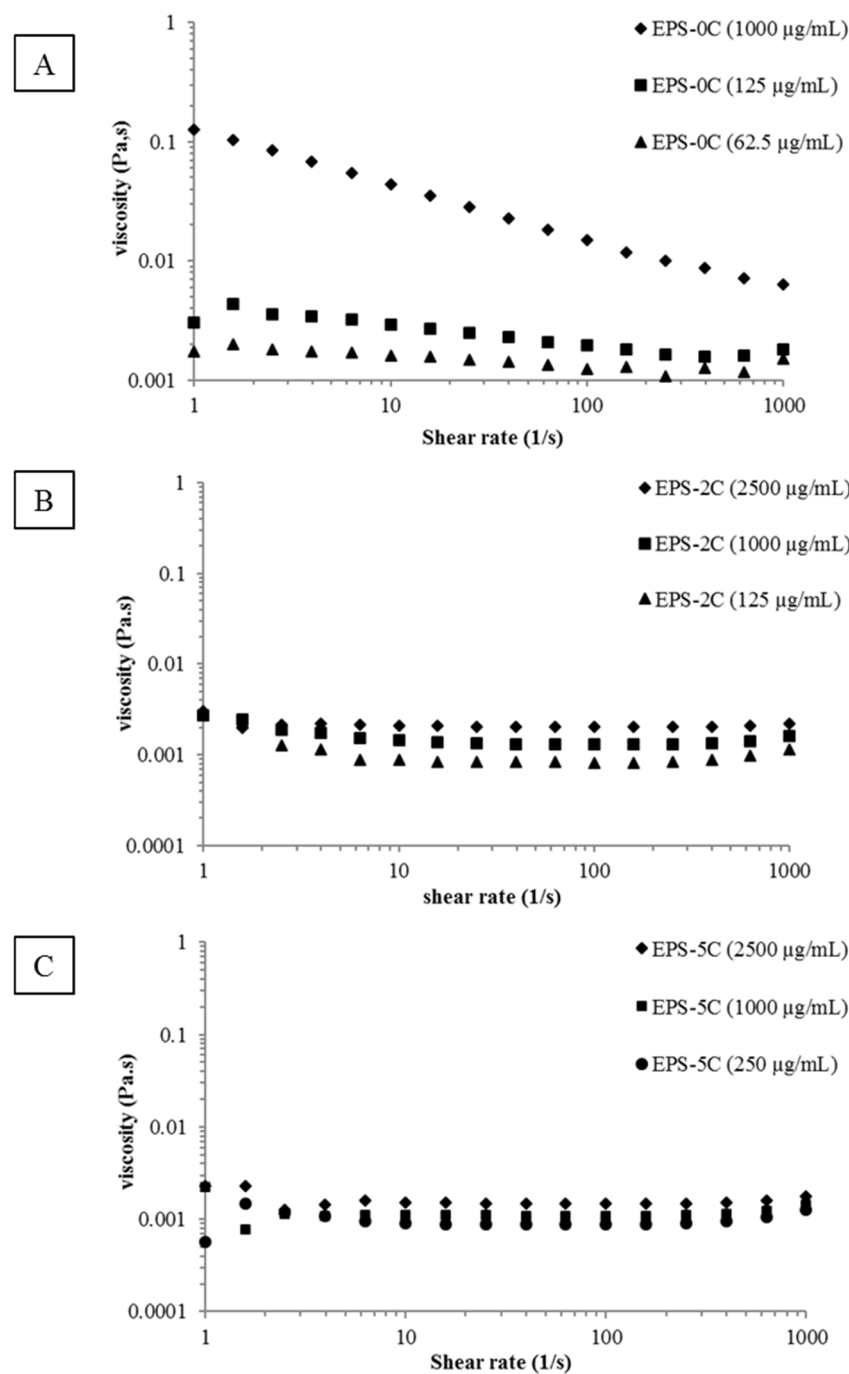 A
EPS-0C (1000 µg/mL)
EPS-0C (125 µg/mL)
EPS-0C (62.5 µg/mL)
viscosity (Pa,s)
1
0.1
0.01
0.001
1
10
100
1000
Shear rate (1/s)
B
EPS-2C (2500 µg/mL)
EPS-2C (1000 µg/mL)
EPS-2C (125 µg/mL)
viscosity (Pa.s)
1
0.1
0.01
0.001
0.0001
1
10
100
1000
shear rate (1/s)
C
EPS-5C (2500 µg/mL)
EPS-5C (1000 µg/mL)
EPS-5C (250 µg/mL)
viscosity (Pa.s)
1
0.1
0.01
0.001
0.0001
1
10
100
1000
Shear rate (1/s)